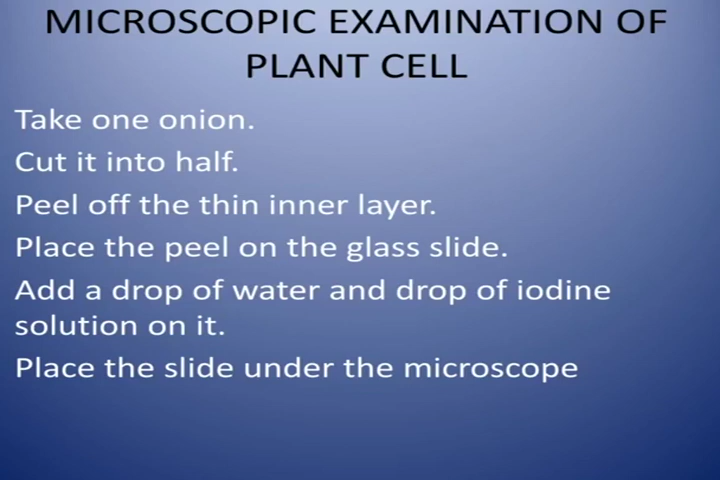 MICROSCOPIC EXAMINATION OF
PLANT CELL
Take one onion.
Cut it into half.
Peel off the thin inner layer.
Place the peel on the glass slide.
Add a drop of water and drop of iodine
solution on it.
Place the slide under the microscope